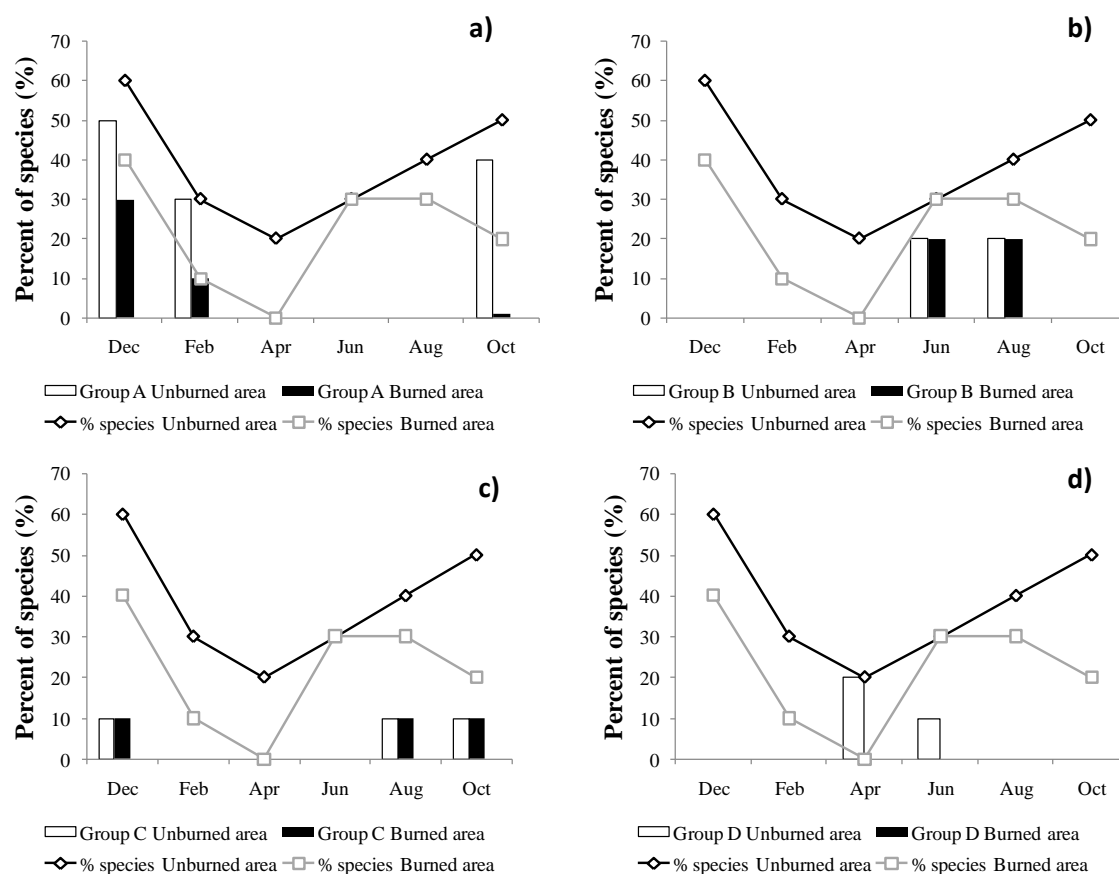 a)
Percent of species (%)
70
60
50
40
30
20
10
0
Dec Feb Apr Jun Aug Oct
Group A Unburned area Group A Burned area
% species Unburned area % species Burned area
b)
Percent of species (%)
70
60
50
40
30
20
10
0
Dec Feb Apr Jun Aug Oct
Group B Unburned area Group B Burned area
% species Unburned area % species Burned area
c)
Percent of species (%)
70
60
50
40
30
20
10
0
Dec Feb Apr Jun Aug Oct
Group C Unburned area Group C Burned area
% species Unburned area % species Burned area
d)
Percent of species (%)
70
60
50
40
30
20
10
0
Dec Feb Apr Jun Aug Oct
Group D Unburned area Group D Burned area
% species Unburned area % species Burned area